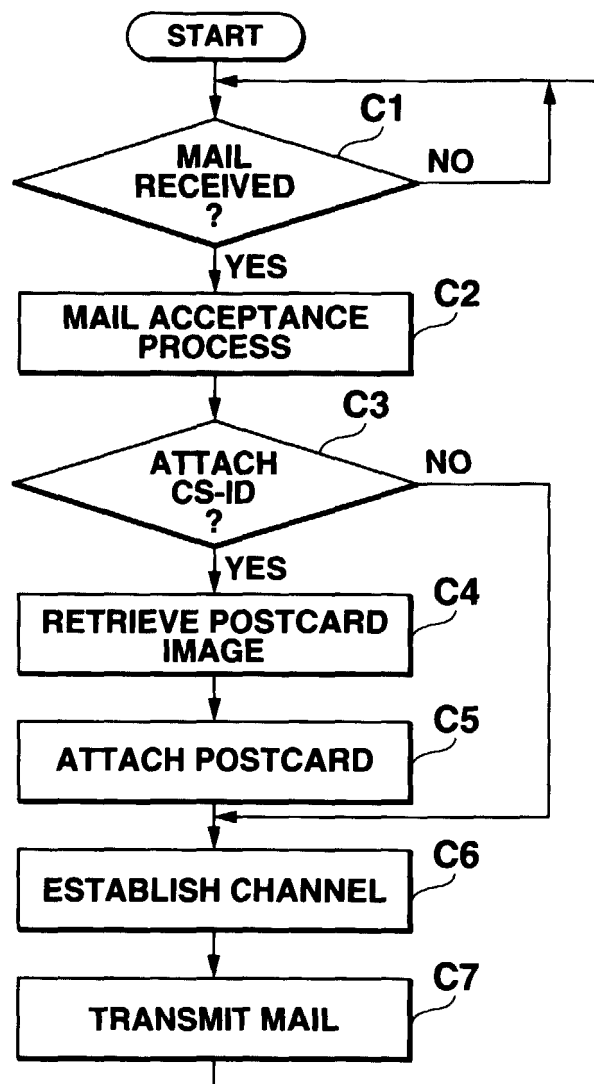 START
C1
MAIL
RECEIVED
?
NO
YES
C2
MAIL ACCEPTANCE
PROCESS
C3
ATTACH
CS-ID
?
NO
YES
C4
RETRIEVE POSTCARD
IMAGE
C5
ATTACH POSTCARD
C6
ESTABLISH CHANNEL
C7
TRANSMIT MAIL